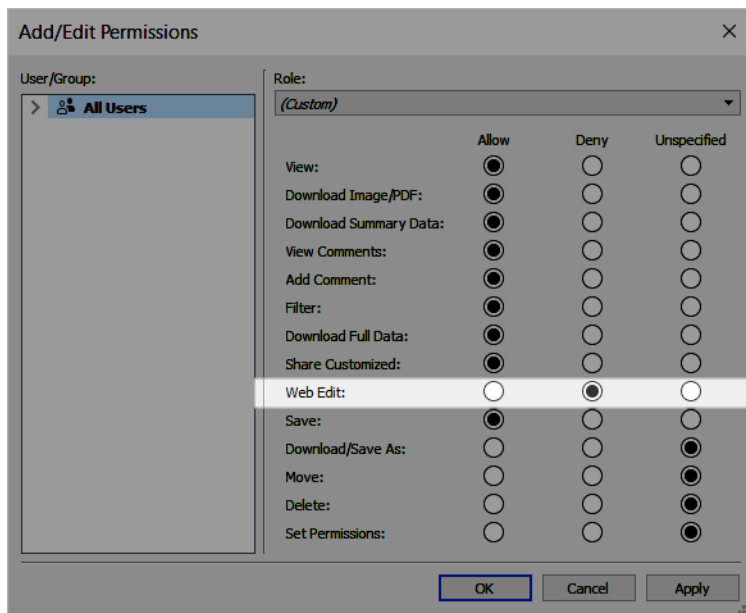 Add/Edit Permissions
User/Group:
All Users
Role:
(Custom)
Allow Deny Unspecified
View:
Download Image/PDF:
Download Summary Data:
View Comments:
Add Comment:
Filter:
Download Full Data:
Share Customized:
Web Edit:
Save:
Download/Save As:
Move:
Delete:
Set Permissions:
OK Cancel Apply